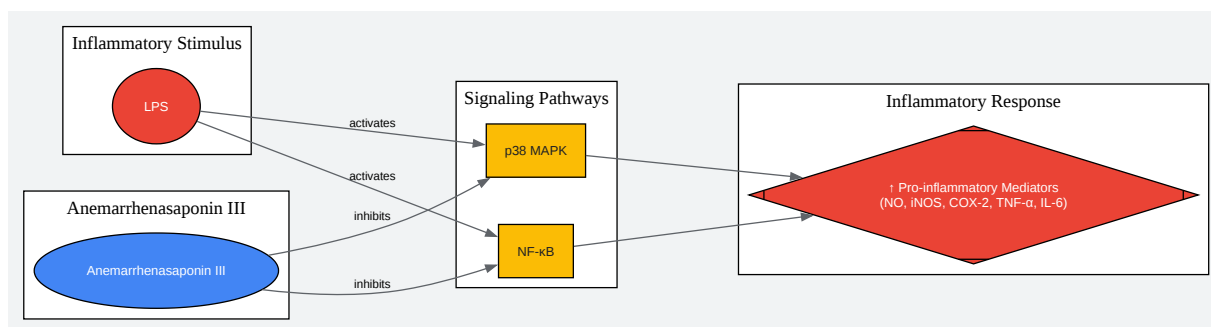 Inflammatory Stimulus
LPS
Anemarrhenasaponin III
Anemarrhenasaponin III
activates
activates
inhibits
inhibits
Signaling Pathways
p38 MAPK
NF-κB
Inflammatory Response
↑ Pro-inflammatory Mediators
(NO, iNOS, COX-2, TNF-α, IL-6)